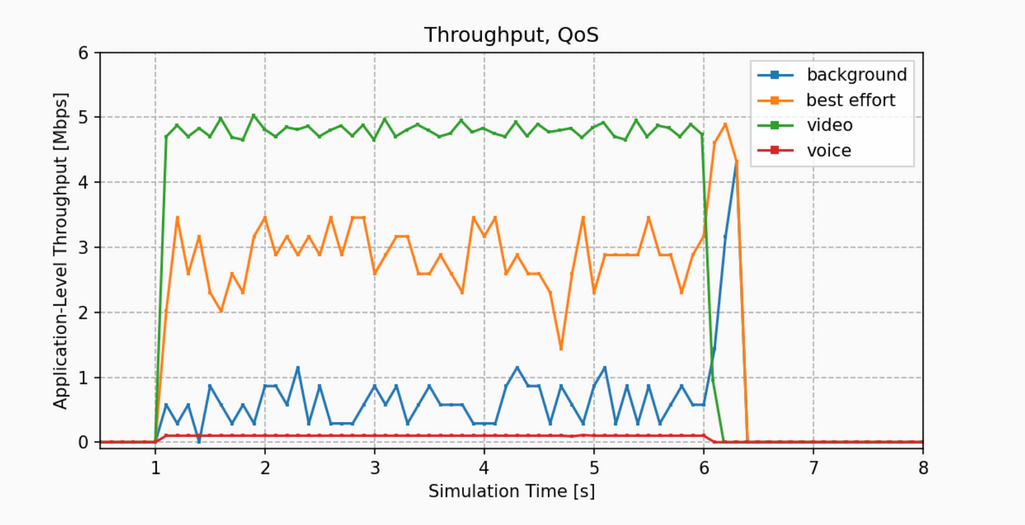 Throughput, QoS
Application-Level Throughput [Mbps]
6
5
4
3
2
1
0
background
best effort
video
voice
1 2 3 4 5 6 7 8
Simulation Time [s]